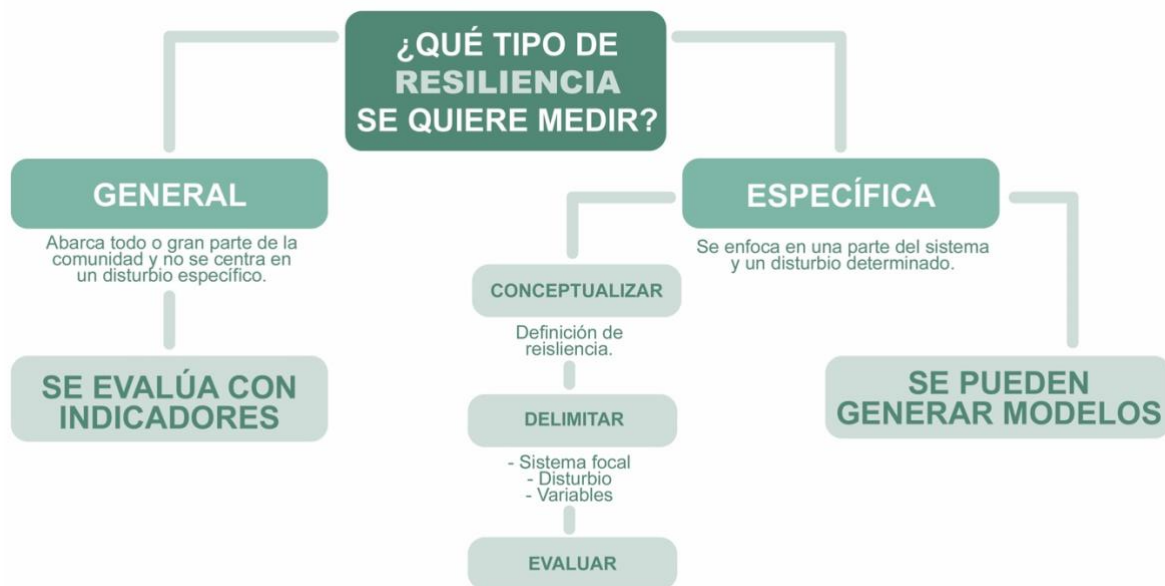 ¿QUÉ TIPO DE
RESILIENCIA
SE QUIERE MEDIR?
GENERAL
Abarca todo o gran parte de la
comunidad y no se centra en
un disturbio específico.
SE EVALÚA CON
INDICADORES
ESPECÍFICA
Se enfoca en una parte del sistema
y un disturbio determinado.
CONCEPTUALIZAR
Definición de
reisliencia.
DELIMITAR
- Sistema focal
- Disturbio
- Variables
EVALUAR
SE PUEDEN
GENERAR MODELOS